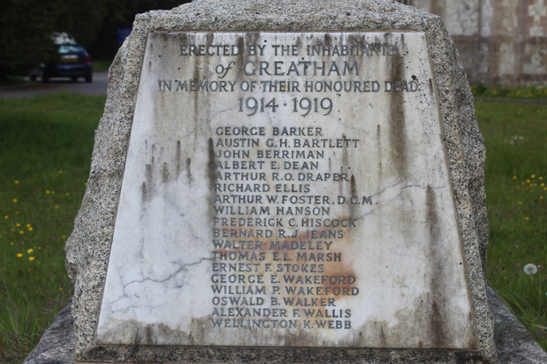 ERECTED BY THE INHABITANTS
of GREATHAM
IN MEMORY OF THEIR HONOURED DEAD.
1914 · 1919
GEORGE BARKER
AUSTIN G.H. BARTLETT
JOHN BERRIMAN
ALBERT E. DEAN
ARTHUR R.O. DRAPER
RICHARD ELLIS
ARTHUR W. FOSTER, D.C.M.
WILLIAM HANSON
FREDERICK C. HISCOCK
BERNARD R.J. JEANS
WALTER MADELEY
THOMAS E.L. MARSH
ERNEST F. STOKES
GEORGE E. WAKEFORD
WILLIAM P. WAKEFORD
OSWALD B. WALKER
ALEXANDER F. WALLIS
WELLINGTON K. WEBB